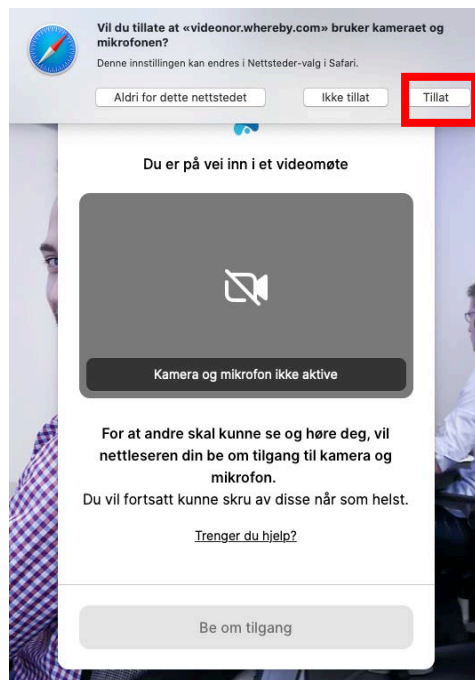 Vil du tillate at «videonor.whereby.com» bruker kameraet og
mikrofonen?
Denne innstillingen kan endres i Nettsteder-valg i Safari.
Aldri for dette nettstedet
Ikke tillat
Tillat
Du er på vei inn i et videomøte
Kamera og mikrofon ikke aktive
For at andre skal kunne se og høre deg, vil
nettleseren din be om tilgang til kamera og
mikrofon.
Du vil fortsatt kunne skru av disse når som helst.
Trenger du hjelp?
Be om tilgang